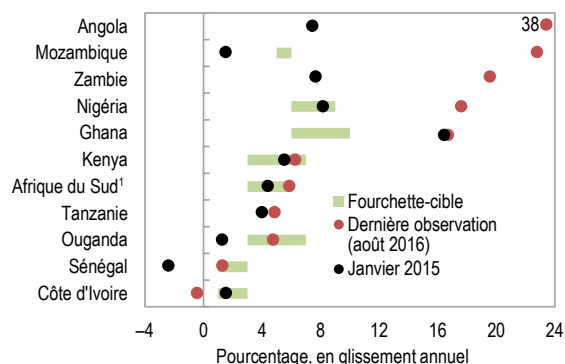 Angola
38
Mozambique
Zambie
Nigéria
Ghana
Kenya
Afrique du Sud¹
Tanzanie
Ouganda
Sénégal
Côte d'Ivoire
Fourchette-cible
Dernière observation
(août 2016)
Janvier 2015
–4 0 4 8 12 16 20 24
Pourcentage, en glissement annuel